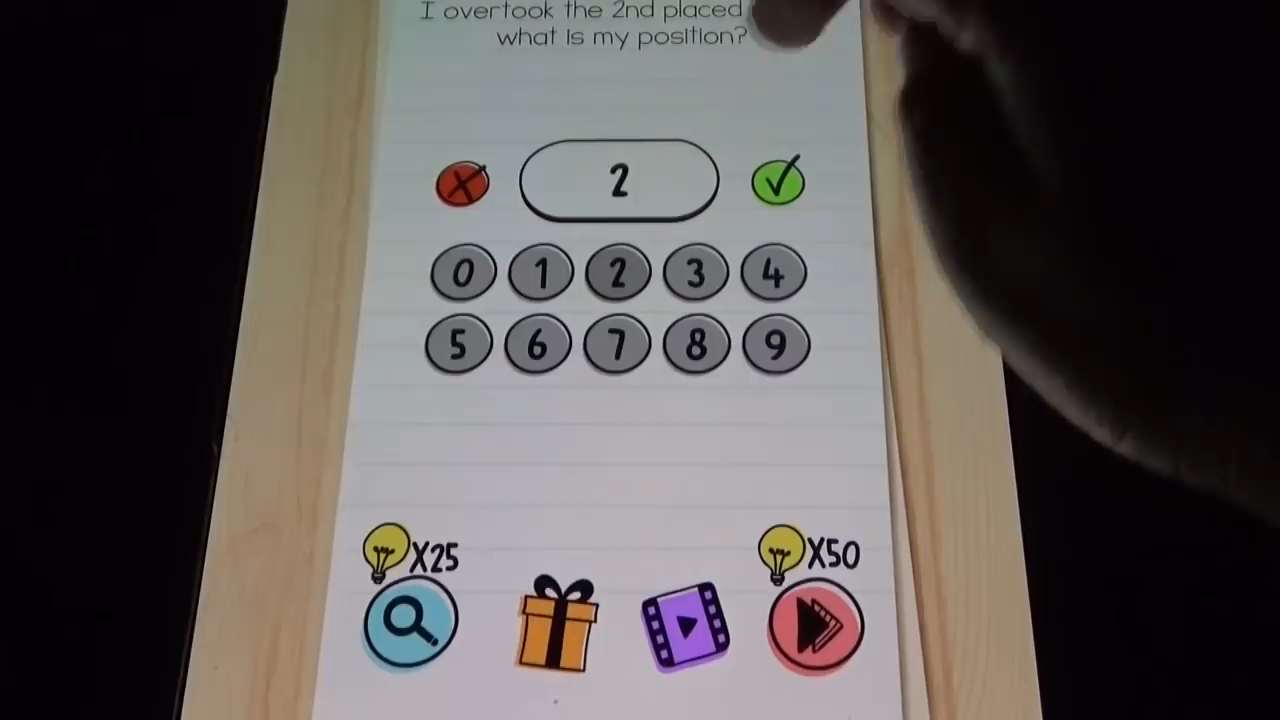 I overtook the 2nd placed
what is my position?
2
0 1 2 3 4
5 6 7 8 9
X25 X50